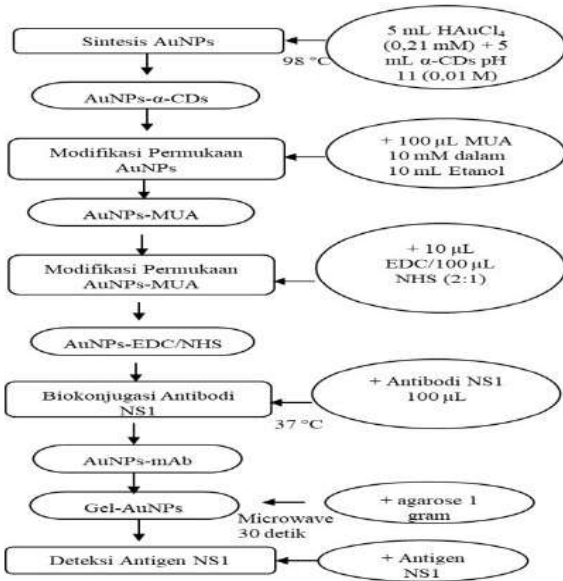 Sintesis AuNPs
98 °C
5 mL HAuCl₄
(0,21 mM) + 5
mL α-CDs pH
11 (0,01 M)
AuNPs-α-CDs
Modifikasi Permukaan
AuNPs
+ 100 µL MUA
10 mM dalam
10 mL Etanol
AuNPs-MUA
Modifikasi Permukaan
AuNPs-MUA
+ 10 µL
EDC/100 µL
NHS (2:1)
AuNPs-EDC/NHS
Biokonjugasi Antibodi
NS1
37 °C
+ Antibodi NS1
100 µL
AuNPs-mAb
Gel-AuNPs
Microwave
30 detik
+ agarose 1
gram
Deteksi Antigen NS1
+ Antigen
NS1